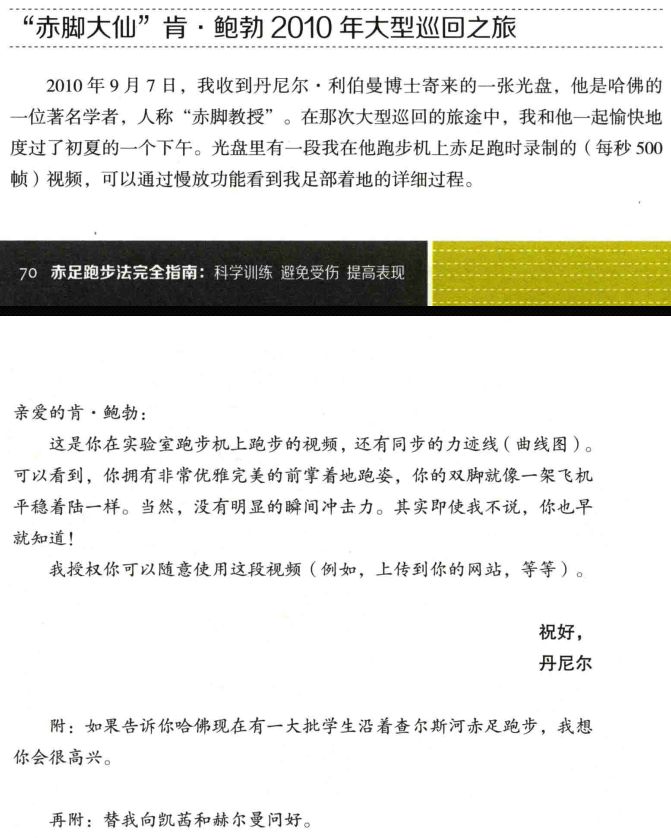 “赤脚大仙”肯·鲍勃 2010 年大型巡回之旅
2010 年 9 月 7 日，我收到丹尼尔·利伯曼博士寄来的一张光盘，他是哈佛的
一位著名学者，人称“赤脚教授”。在那次大型巡回的旅途中，我和他一起愉快地
度过了初夏的一个下午。光盘里有一段我在他跑步机上赤足跑时录制的（每秒 500
帧）视频，可以通过慢放功能看到我足部着地的详细过程。
70 赤足跑步法完全指南：科学训练 避免受伤 提高表现
亲爱的肯·鲍勃：
这是你在实验室跑步机上跑步的视频，还有同步的力迹线（曲线图）。
可以看到，你拥有非常优雅完美的前掌着地跑姿，你的双脚就像一架飞机
平稳着陆一样。当然，没有明显的瞬间冲击力。其实即使我不说，你也早
就知道！
我授权你可以随意使用这段视频（例如，上传到你的网站，等等）。
祝好，
丹尼尔
附：如果告诉你哈佛现在有一大批学生沿着查尔斯河赤足跑步，我想
你会很高兴。
再附：替我向凯茜和赫尔曼问好。